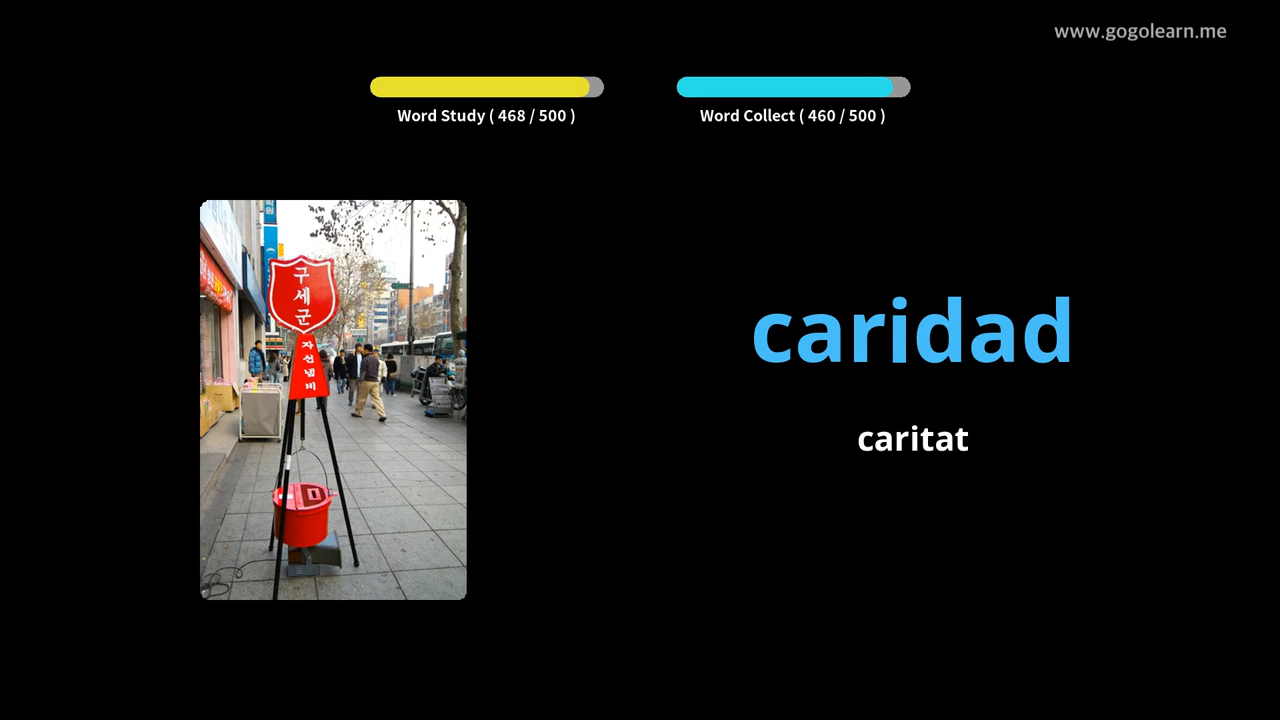 www.gogolearn.me
Word Study ( 468 / 500 )
Word Collect ( 460 / 500 )
구
세
군
자
선
냄
비
caridad
caritat